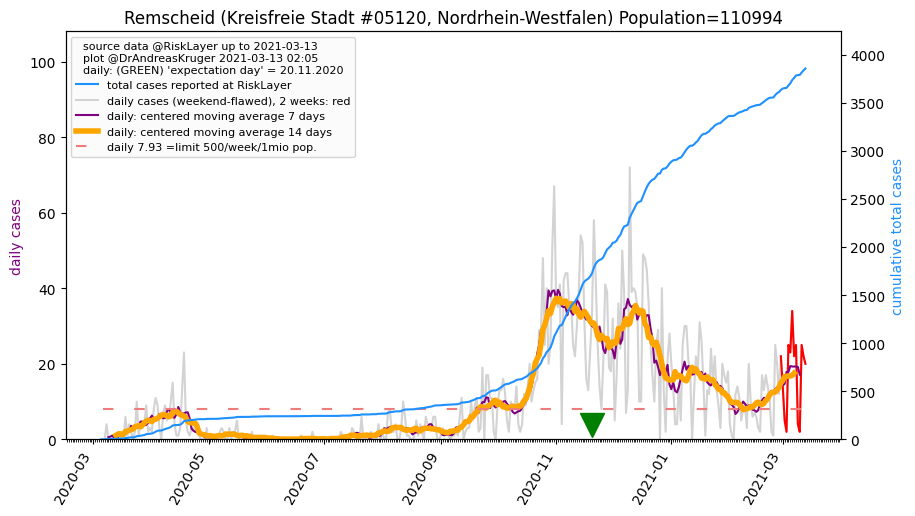 Remscheid (Kreisfreie Stadt #05120, Nordrhein-Westfalen) Population=110994
source data @RiskLayer up to 2021-03-13
plot @DrAndreasKruger 2021-03-13 02:05
daily: (GREEN) 'expectation day' = 20.11.2020
total cases reported at RiskLayer
daily cases (weekend-flawed), 2 weeks: red
daily: centered moving average 7 days
daily: centered moving average 14 days
daily 7.93 =limit 500/week/1mio pop.
daily cases
100
80
60
40
20
0
cumulative total cases
4000
3500
3000
2500
2000
1500
1000
500
0
2020-03
2020-05
2020-07
2020-09
2020-11
2021-01
2021-03